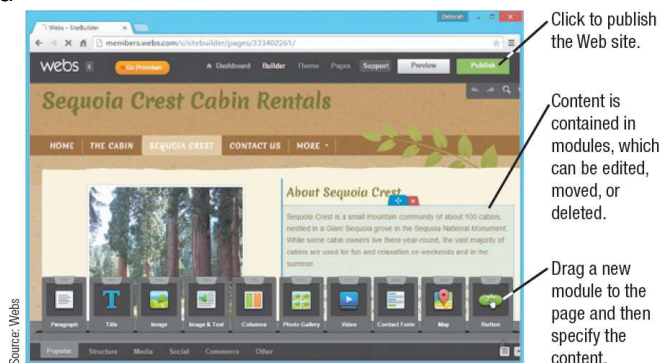 Webs - SiteBuilder
Deborah
members.webs.com/s/sitebuilder/pages/333402261/
webs
Go Premium
Dashboard Builder Theme Pages Support Preview Publish
Sequoia Crest Cabin Rentals
HOME THE CABIN SEQUOIA CREST CONTACT US MORE
About Sequoia Crest
Sequoia Crest is a small mountain community of about 100 cabins,
nestled in a Giant Sequoia grove in the Sequoia National Monument.
While some cabin owners live there year-round, the vast majority of
cabins are used for fun and relaxation on weekends and in the
summer.
Paragraph Title Image Image & Text Columns Photo Gallery Video Contact Form Map Button
Popular Structure Media Social Commerce Other
Source: Webs
Click to publish
the Web site.
Content is
contained in
modules, which
can be edited,
moved, or
deleted.
Drag a new
module to the
page and then
specify the
content.